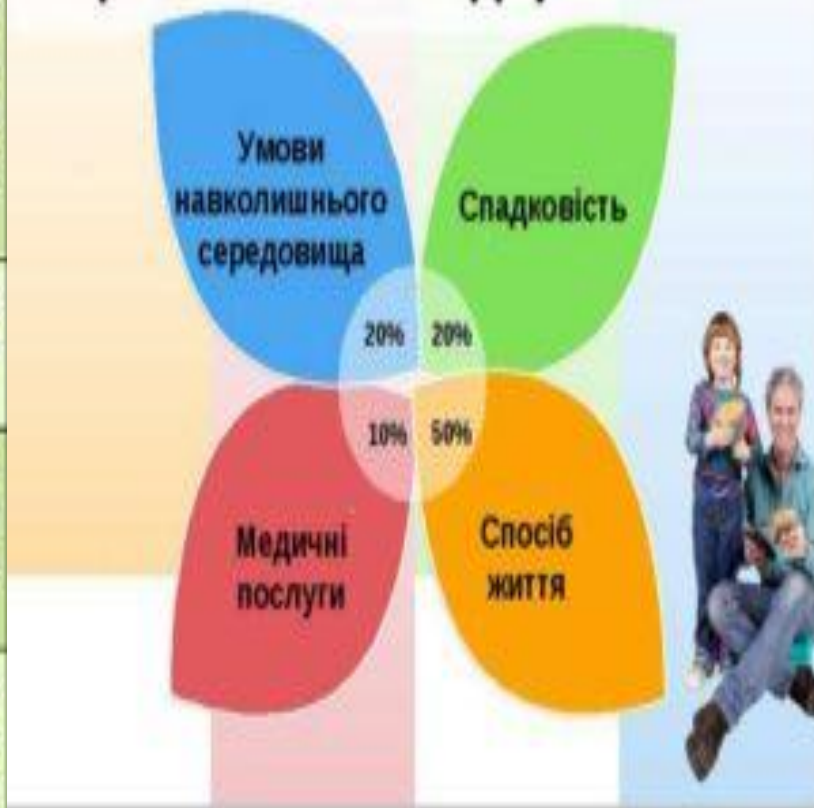 Умови
навколишнього
середовища
Спадковість
20%
20%
10%
50%
Медичні
послуги
Спосіб
життя